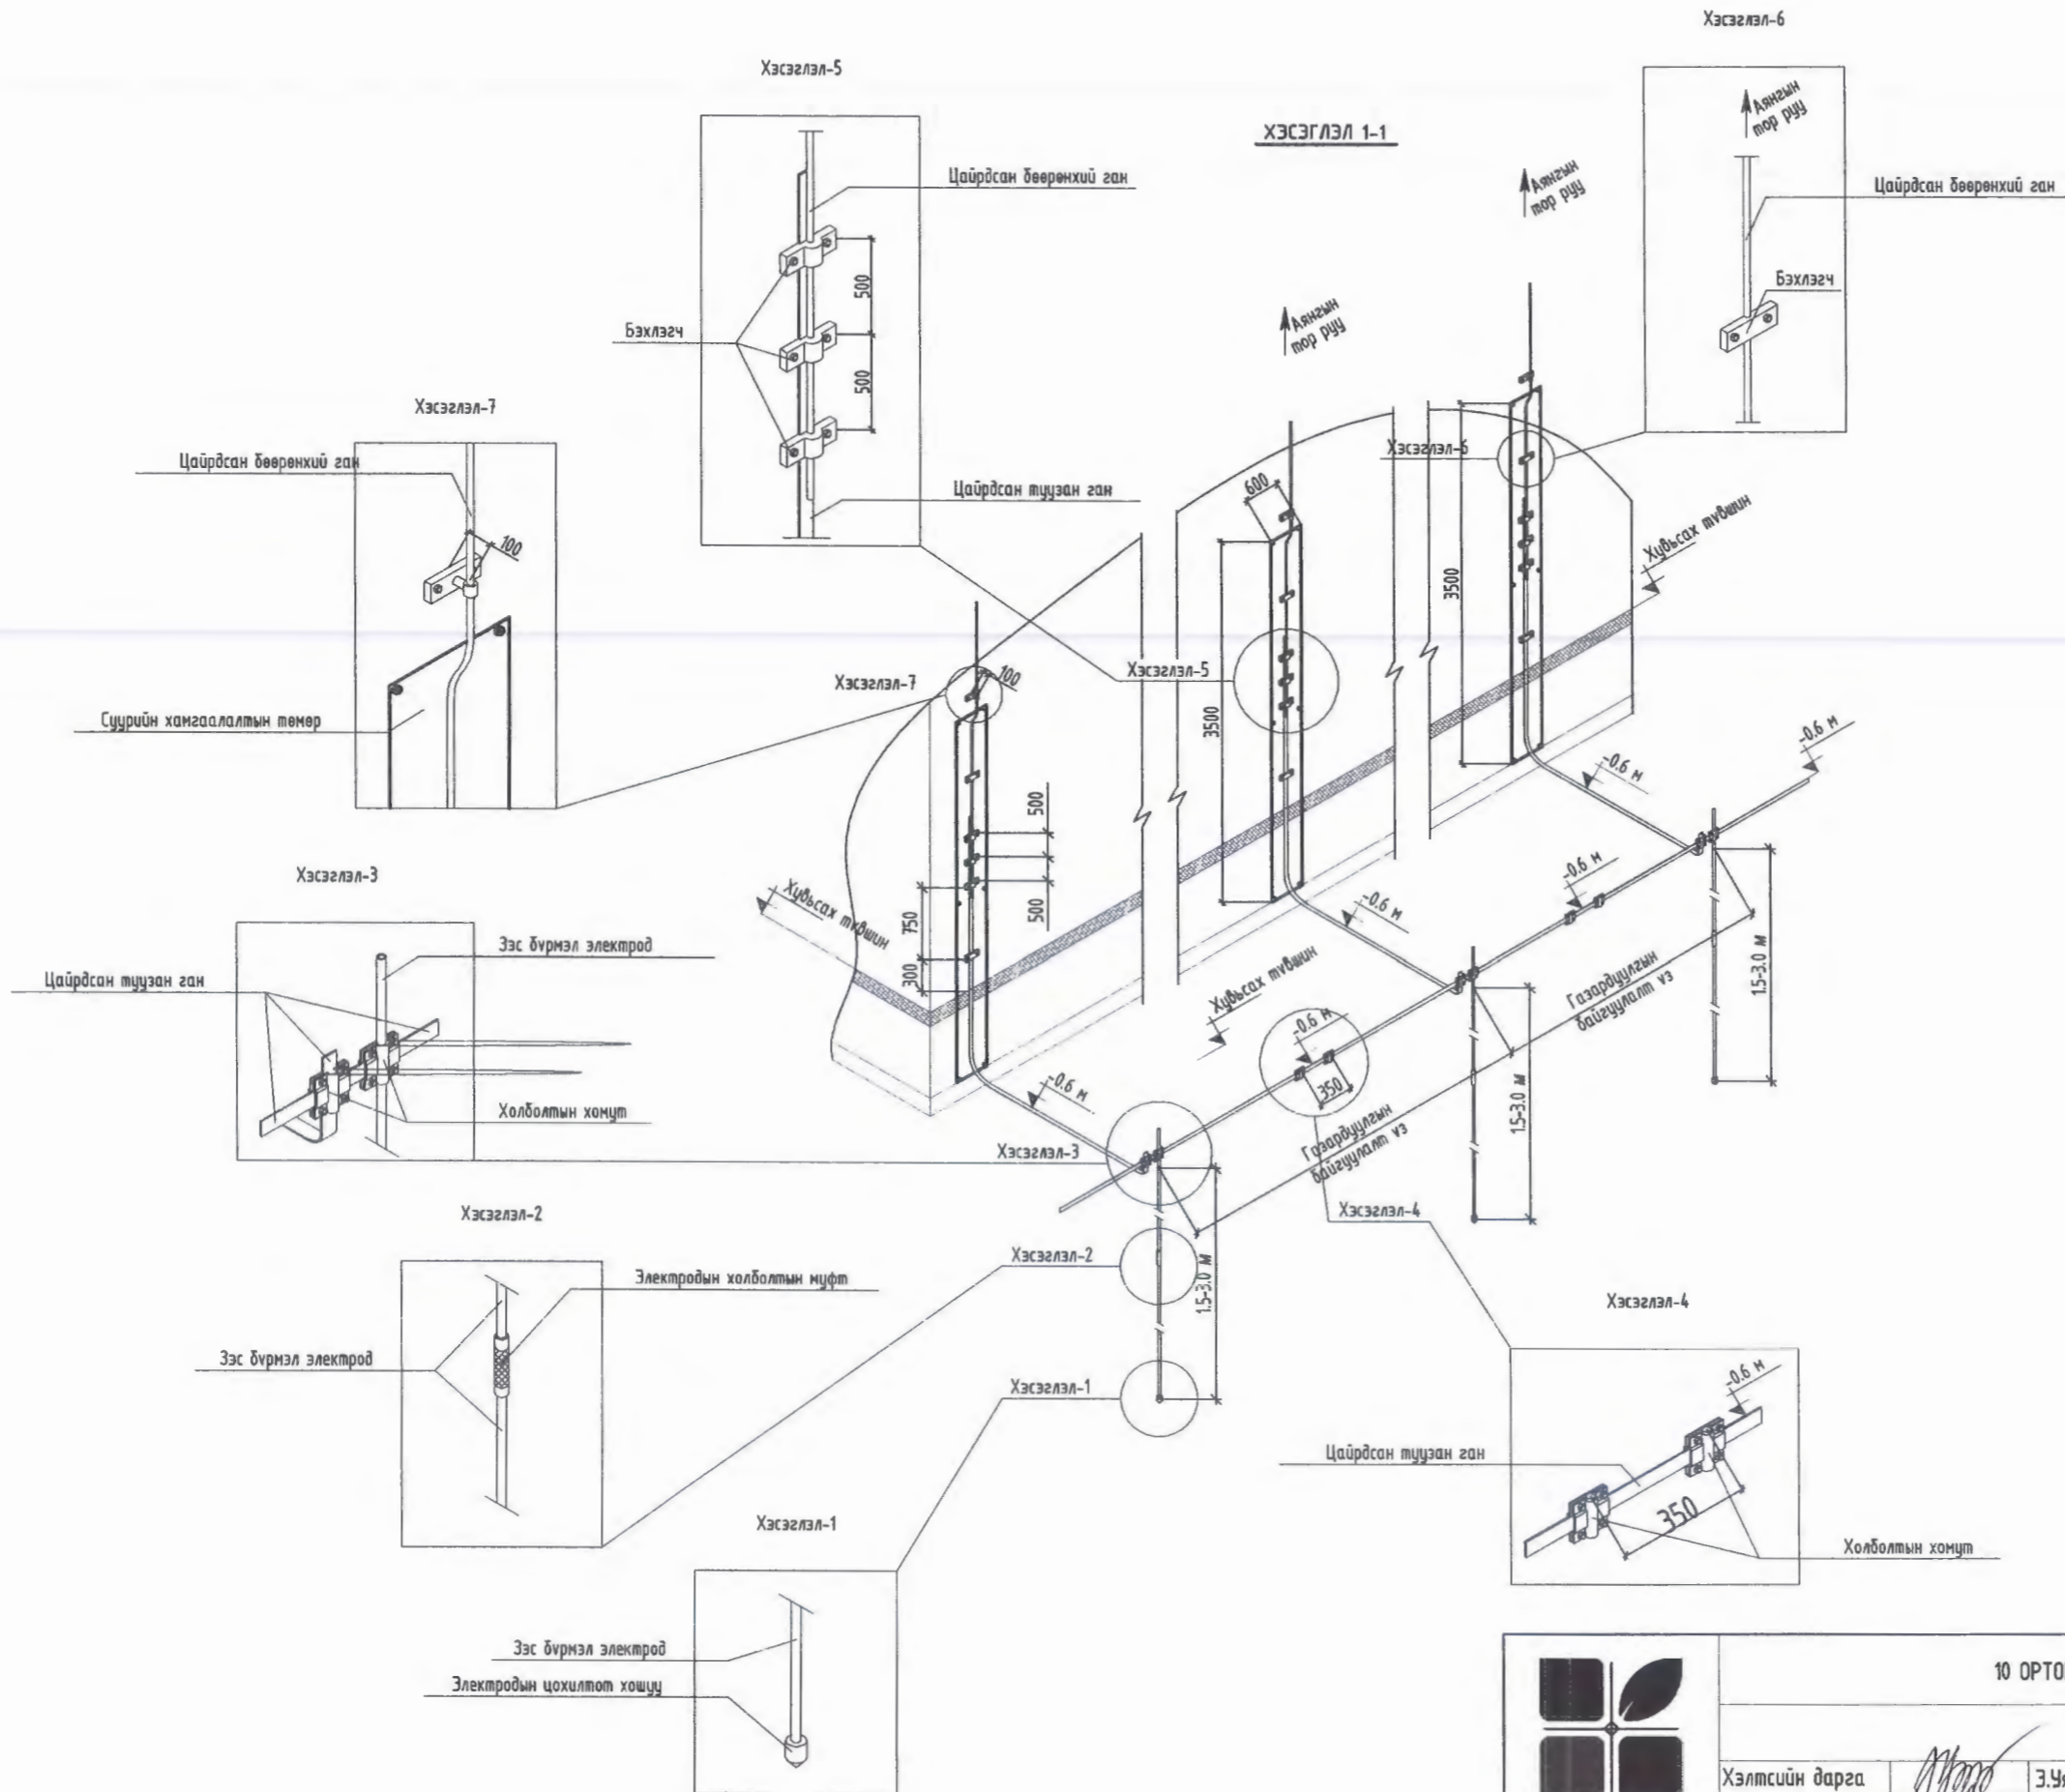 Хэсэглэл-6
Аянгын
тор руу
Цайрдсан бөөрөнхий ган
Бэхлэгч
Хэсэглэл-5
Цайрдсан бөөрөнхий ган
500
500
Бэхлэгч
Цайрдсан туузан ган
ХЭСЭГЛЭЛ 1-1
Аянгын
тор руу
Аянгын
тор руу
Хэсэглэл-7
Цайрдсан бөөрөнхий ган
100
Суурийн хамгаалалтын төмөр
Хэсэглэл-6
600
3500
3500
Хувьсах түвшин
Хэсэглэл-5
Хэсэглэл-7
100
500
500
750
300
Хувьсах түвшин
Хувьсах түвшин
-0.6 м
-0.6 м
-0.6 м
-0.6 м
-0.6 м
-0.6 м
350
Газардуулгын
байгууламт үз
Газардуулгын
байгууламт үз
1.5-3.0 м
1.5-3.0 м
1.5-3.0 м
Хэсэглэл-3
Зэс бүрмэл электрод
Цайрдсан туузан ган
Холболтын хомут
Хэсэглэл-3
Хэсэглэл-4
Хэсэглэл-2
Хэсэглэл-1
Хэсэглэл-2
Электродын холболтын муфт
Зэс бүрмэл электрод
Хэсэглэл-4
-0.6 м
Цайрдсан туузан ган
350
Холболтын хомут
Хэсэглэл-1
Зэс бүрмэл электрод
Электродын цохилтот хошуу
10 ОРТО
Хэлтсийн дарга